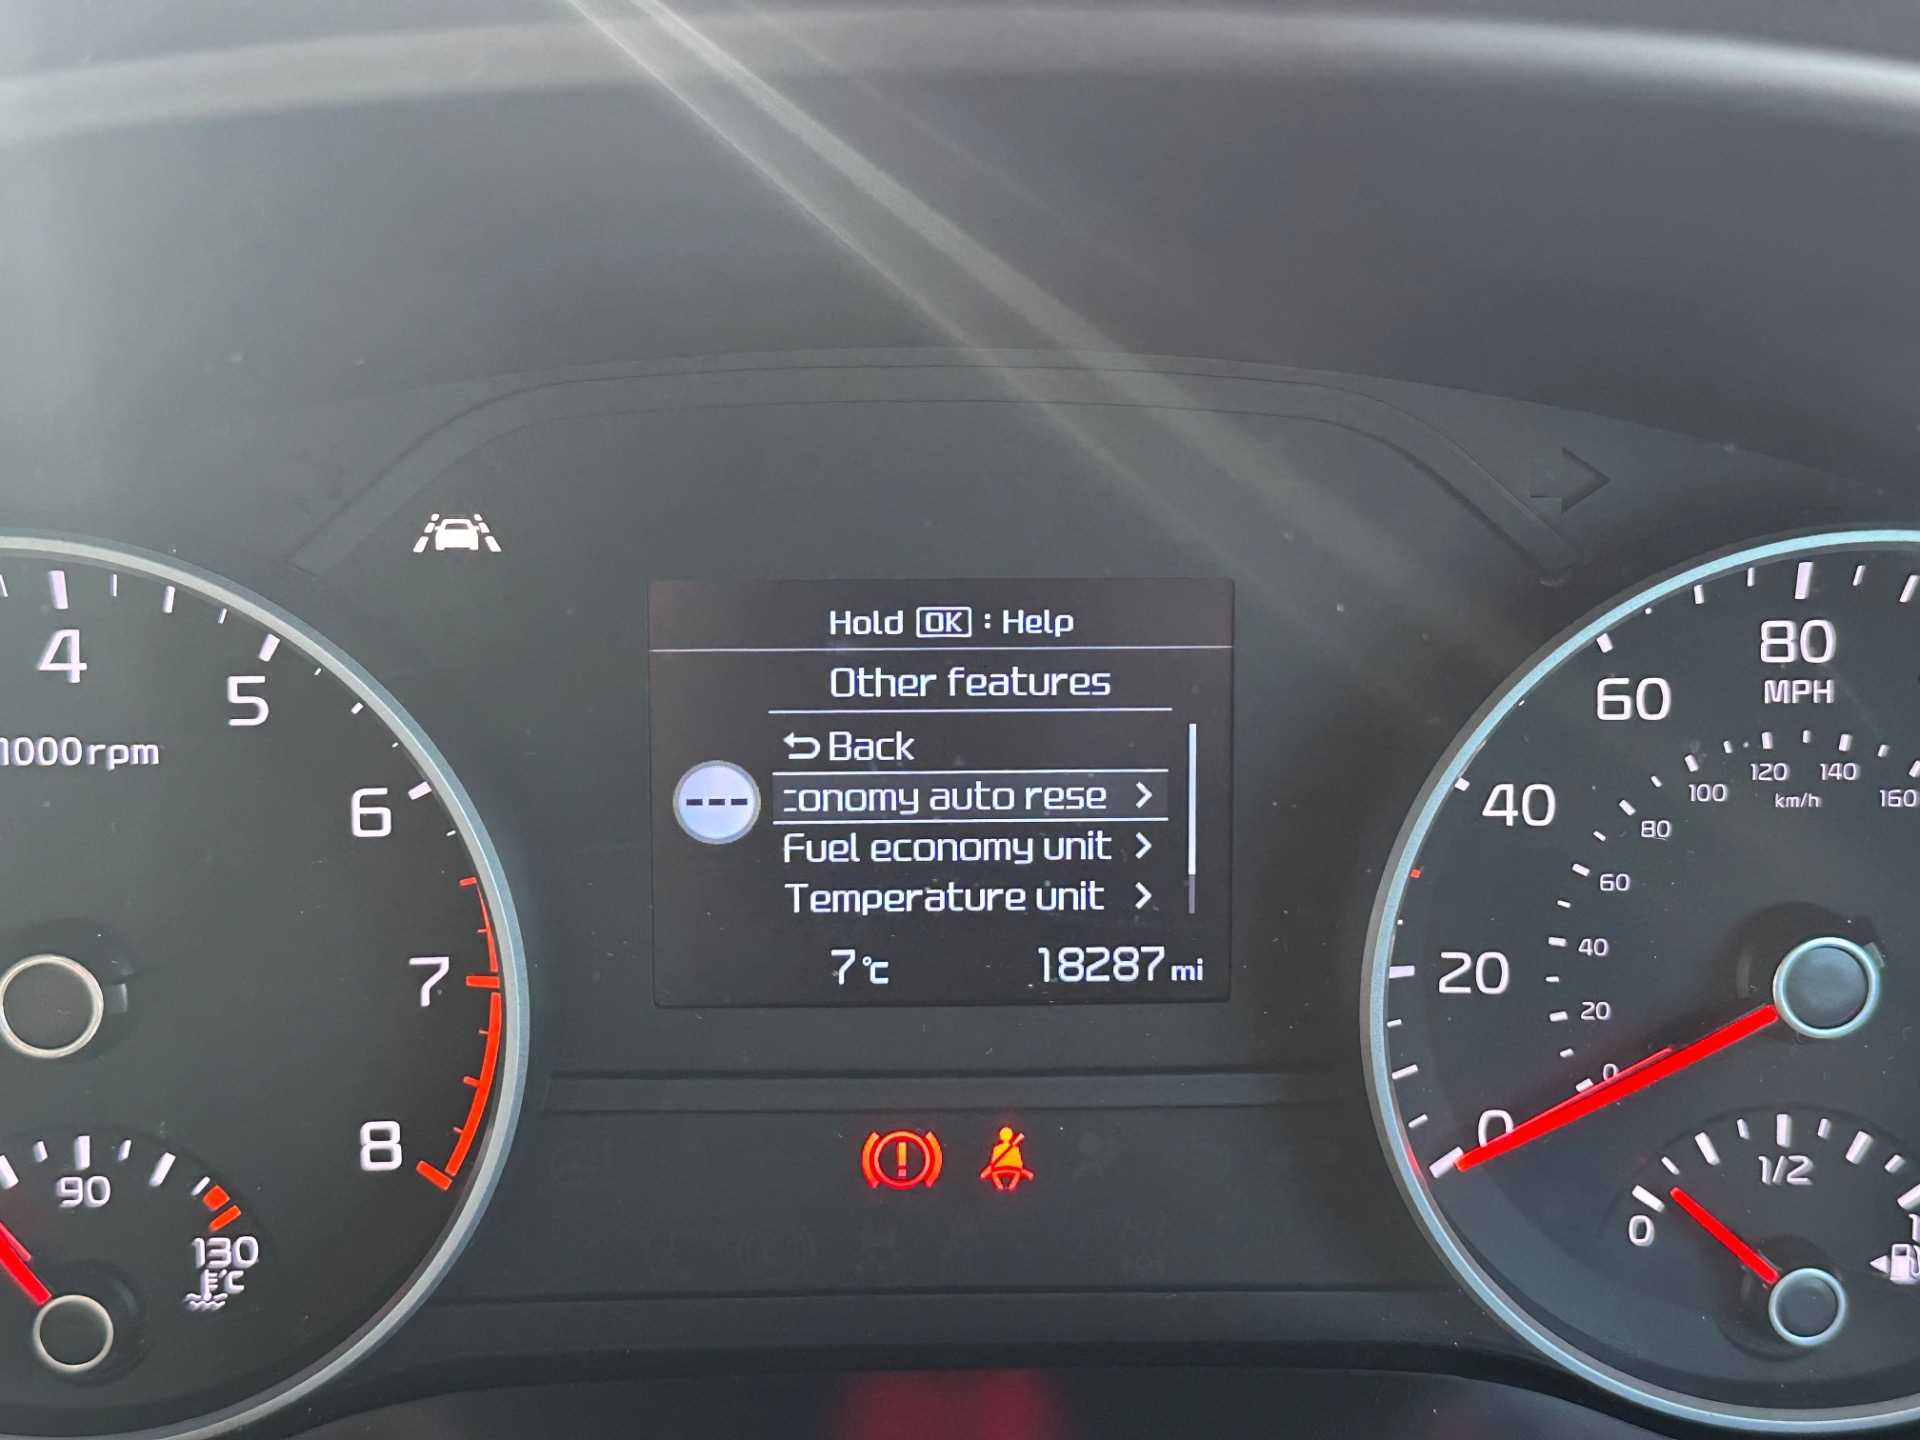 Hold OK : Help
Other features
Back
conomy auto rese
Fuel economy unit
Temperature unit
7°C
18287 mi
4
5
6
7
8
1000rpm
90
130
°C
0
20
40
60
80
MPH
0
20
40
60
80
100
120
140
160
km/h
0
1/2
1